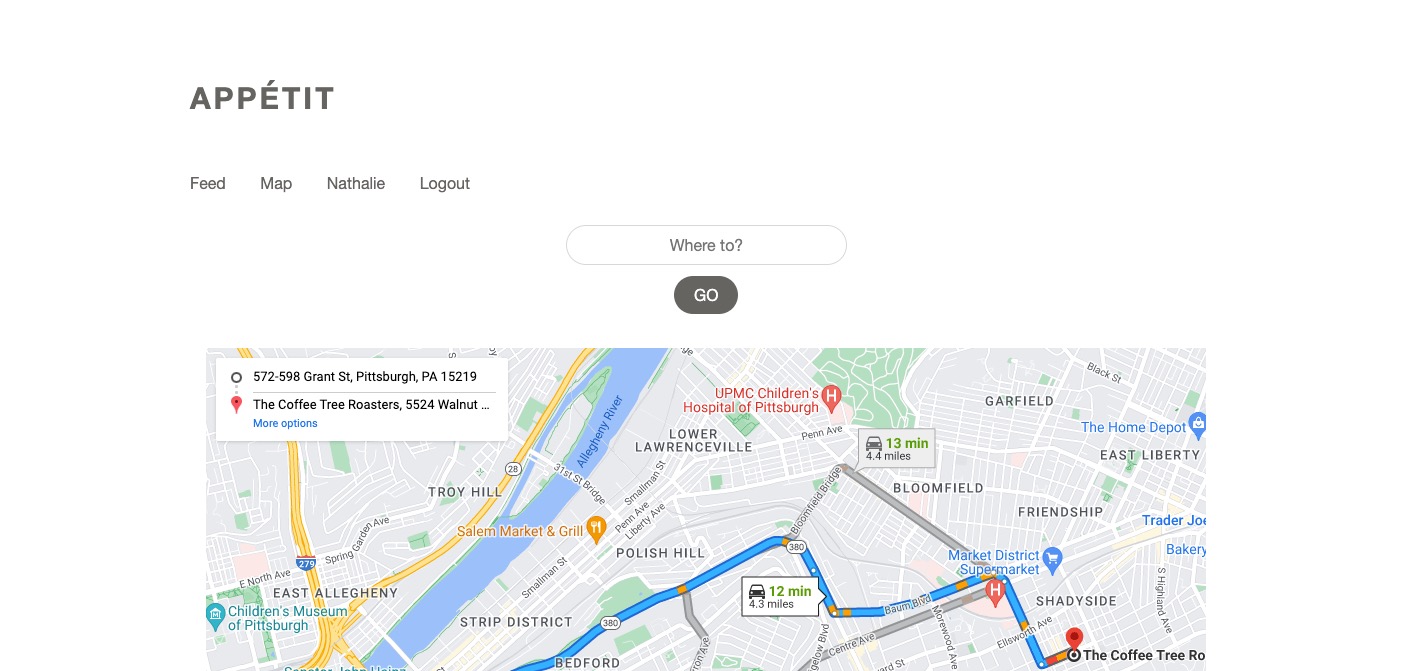 APPÉTIT
Feed Map Nathalie Logout
Where to?
GO
572-598 Grant St, Pittsburgh, PA 15219
The Coffee Tree Roasters, 5524 Walnut ...
More options
Allegheny River
UPMC Children's
Hospital of Pittsburgh
Black St
GARFIELD
The Home Depot
LOWER
LAWRENCEVILLE
Penn Ave
13 min
4.4 miles
EAST LIBERTY
28
31st St Bridge
Smallman St
Bloomfield Bridge
TROY HILL
BLOOMFIELD
Penn Ave
Liberty Ave
FRIENDSHIP
Salem Market & Grill
Trader Joe
Spring Garden Ave
POLISH HILL
380
Market District
Supermarket
Bakery
279
E North Ave
Smallman St
12 min
4.3 miles
EAST ALLEGHENY
Baum Blvd
SHADYSIDE
S Highland Ave
Children's Museum
of Pittsburgh
STRIP DISTRICT
380
Morewood Ave
Ellsworth Ave
Centre Ave
BEDFORD
The Coffee Tree Ro